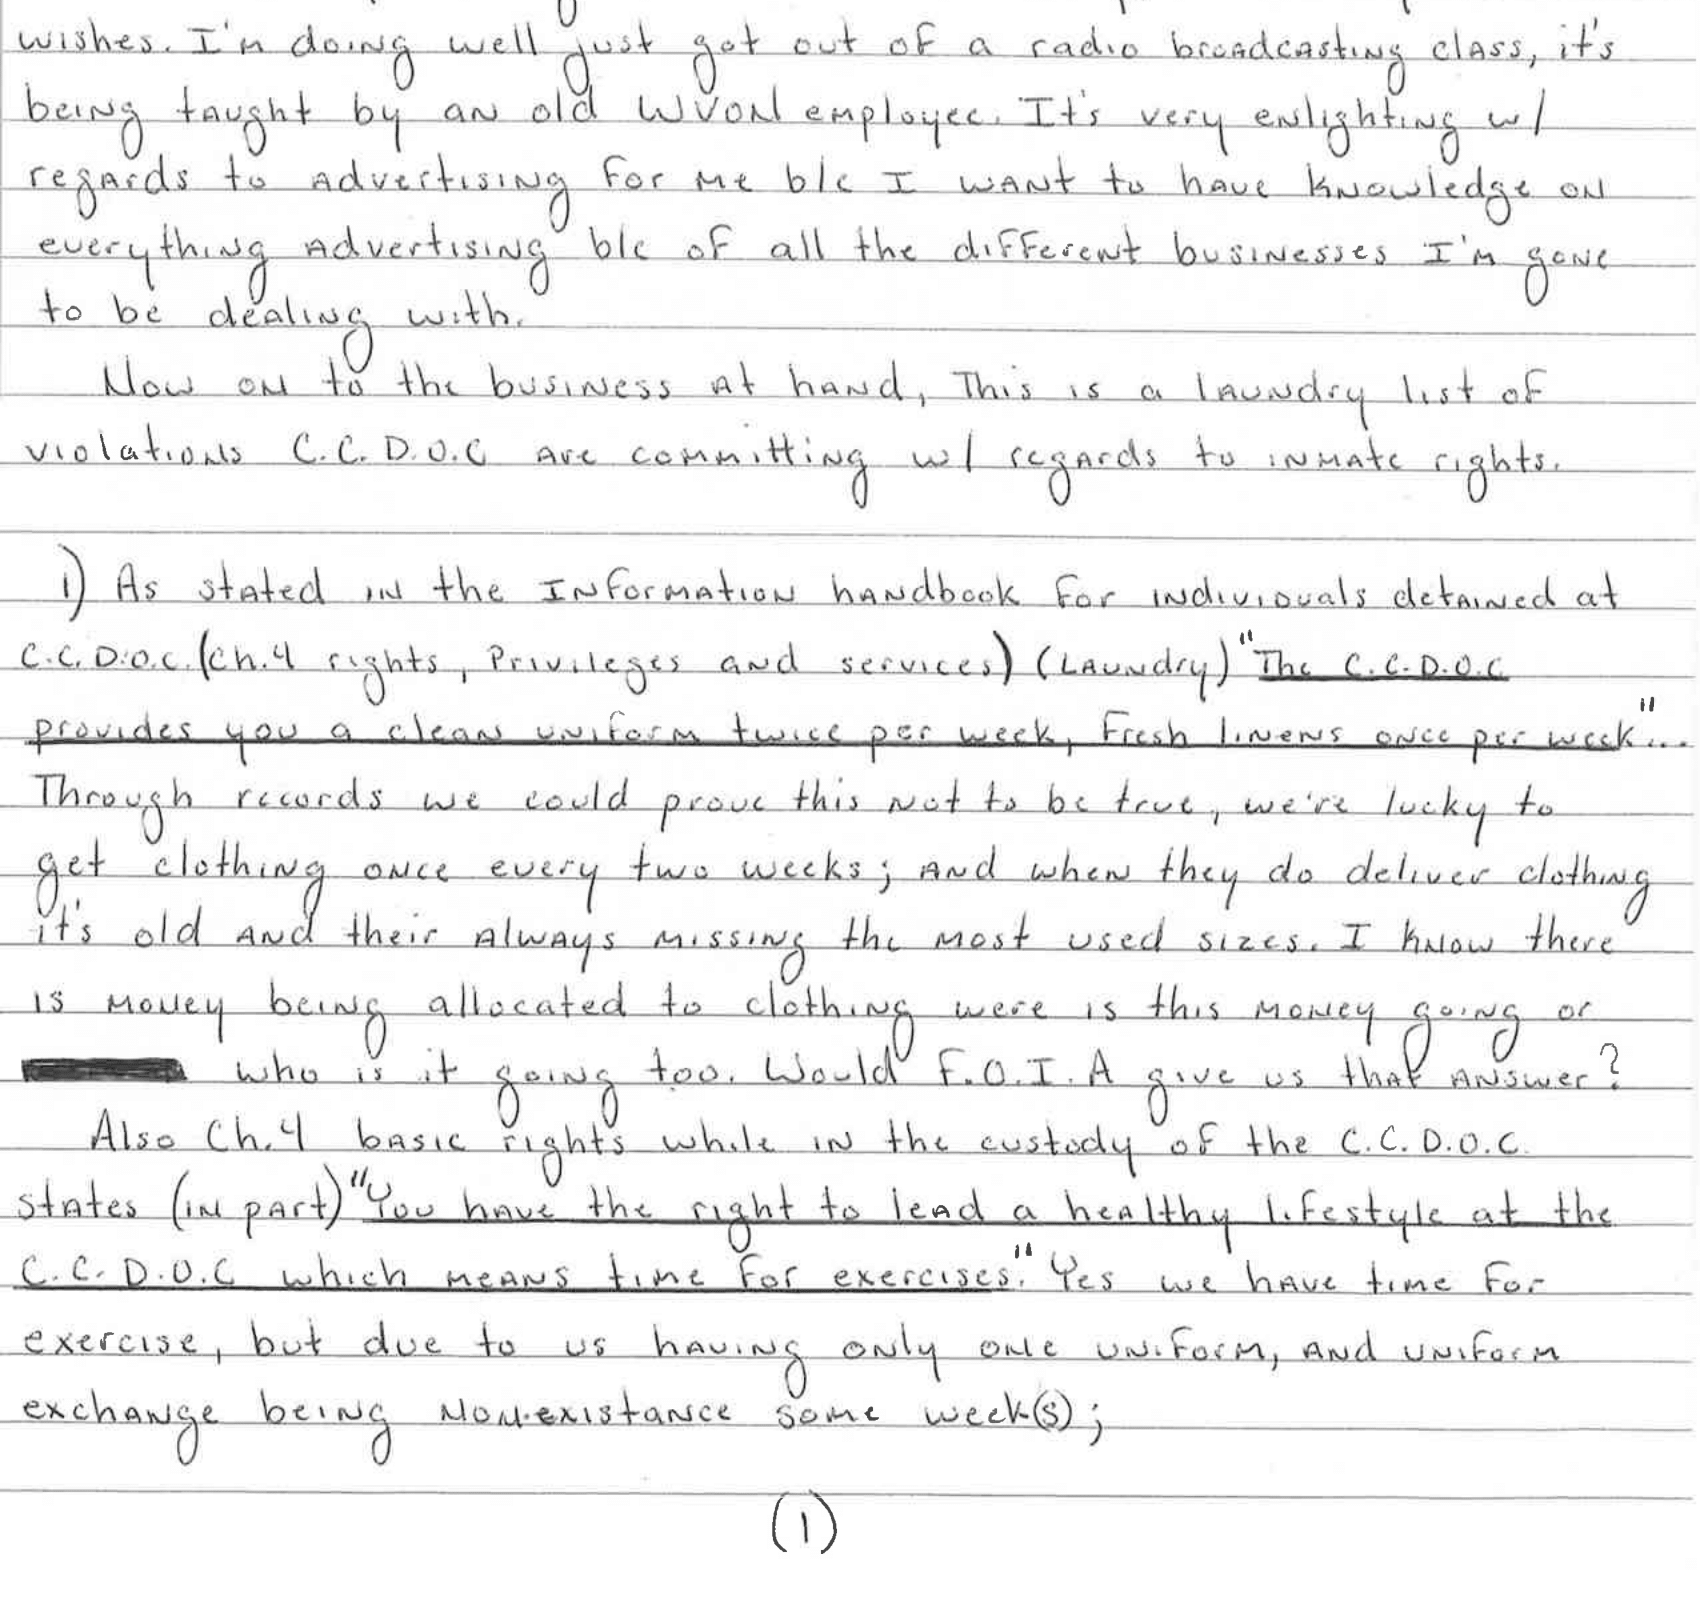 wishes. I'm doing well just got out of a radio broadcasting class, it's
being taught by an old WVON employee. It's very enlighting w/
regards to advertising for me b/c I want to have knowledge on
everything advertising b/c of all the different businesses I'm gone
to be dealing with.
Now on to the business at hand, This is a laundry list of
violations C.C.D.O.C are committing w/ regards to inmate rights.
1) As stated in the Information handbook for individuals detained at
C.C.D.O.C. (Ch.4 rights, Privileges and services) (Laundry) "The C.C.D.O.C
provides you a clean uniform twice per week, Fresh linens once per week"...
Through records we could prove this not to be true, we're lucky to
get clothing once every two weeks; and when they do deliver clothing
it's old and their always missing the most used sizes. I know there
is money being allocated to clothing were is this money going or
who is it going too. Would F.O.I.A give us that answer?
Also Ch.4 basic rights while in the custody of the C.C.D.O.C.
states (in part) "You have the right to lead a healthy lifestyle at the
C.C.D.O.C which means time for exercises." Yes we have time for
exercise, but due to us having only one uniform, and uniform
exchange being non-existance some week(s);
(1)